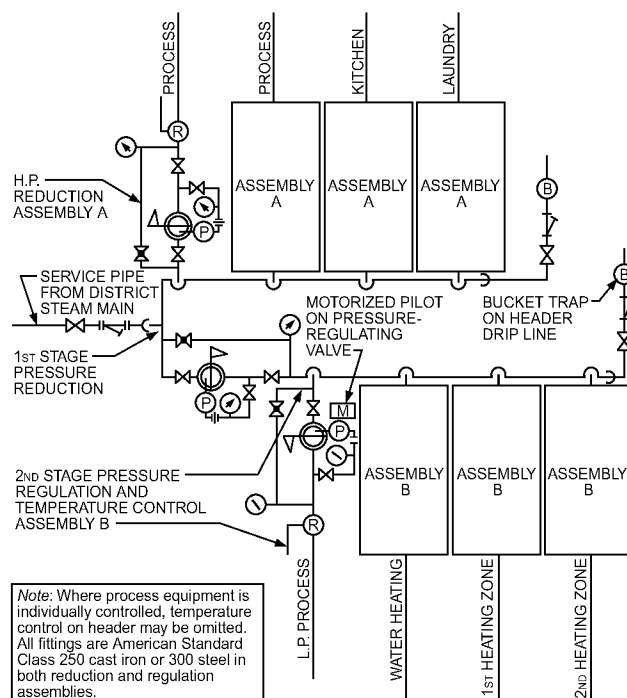 PROCESS
PROCESS
KITCHEN
LAUNDRY
R
H.P.
REDUCTION
ASSEMBLY A
P
ASSEMBLY
A
ASSEMBLY
A
ASSEMBLY
A
B
B
SERVICE PIPE
FROM DISTRICT
STEAM MAIN
MOTORIZED PILOT
ON PRESSURE-
REGULATING
VALVE
BUCKET TRAP
ON HEADER
DRIP LINE
1ST STAGE
PRESSURE
REDUCTION
P
M
P
2ND STAGE PRESSURE
REGULATION AND
TEMPERATURE CONTROL
ASSEMBLY B
R
ASSEMBLY
B
ASSEMBLY
B
ASSEMBLY
B
L.P. PROCESS
WATER HEATING
1ST HEATING ZONE
2ND HEATING ZONE
Note: Where process equipment is
individually controlled, temperature
control on header may be omitted.
All fittings are American Standard
Class 250 cast iron or 300 steel in
both reduction and regulation
assemblies.